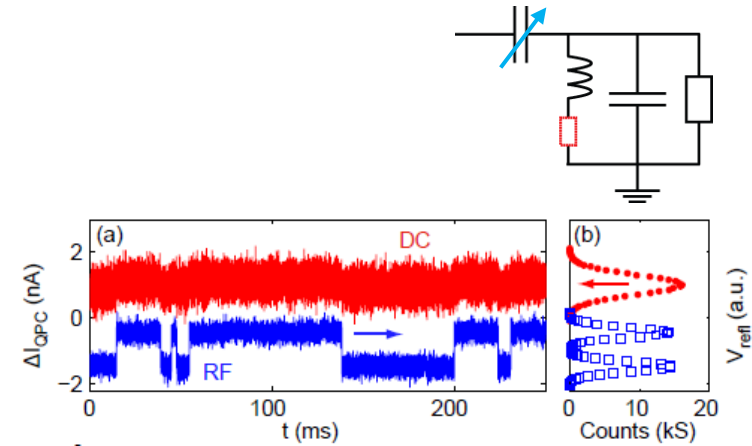 (a)
DC
(b)
2
0
−2
ΔI_QPC (nA)
RF
V_refl (a.u.)
0
100
200
t (ms)
0
10
20
Counts (kS)